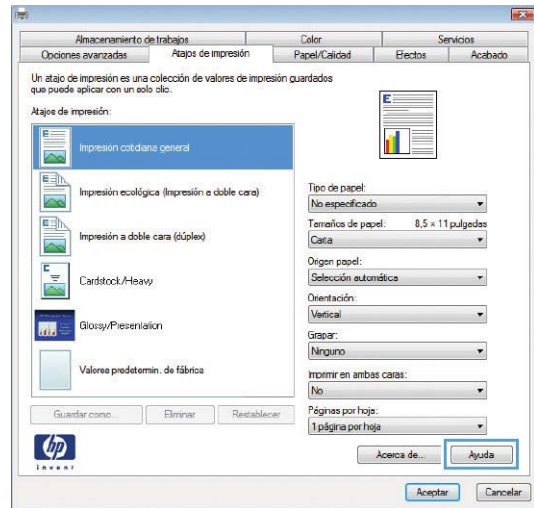 Almacenamiento de trabajos
Color
Servicios
Opciones avanzadas
Atajos de impresión
Papel/Calidad
Efectos
Acabado
Un atajo de impresión es una colección de valores de impresión guardados
que puede aplicar con un solo clic.
Atajos de impresión:
E
Impresión cotidiana general
E
Impresión ecológica (Impresión a doble cara)
E
Impresión a doble cara (dúplex)
C
Cardstock/Heavy
Glossy/Presentation
Valores predetermin. de fábrica
Guardar como...
Eliminar
Restablecer
hp
invent
E
Tipo de papel:
No especificado
Tamaños de papel: 8,5 × 11 pulgadas
Carta
Origen papel:
Selección automática
Orientación:
Vertical
Grapar:
Ninguno
Imprimir en ambas caras:
No
Páginas por hoja:
1 página por hoja
Acerca de...
Ayuda
Aceptar
Cancelar